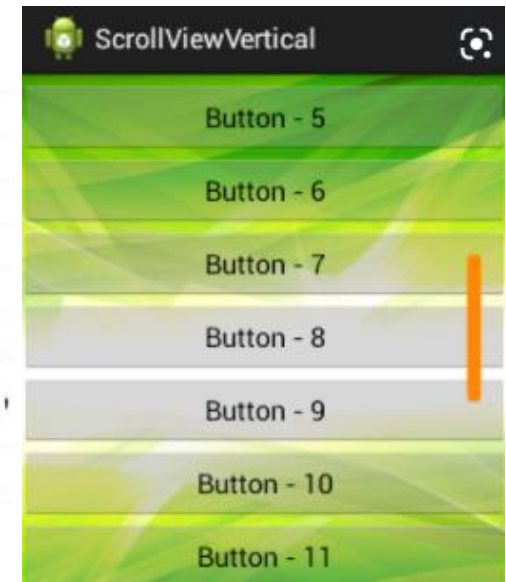 ScrollViewVertical
Button - 5
Button - 6
Button - 7
Button - 8
Button - 9
Button - 10
Button - 11